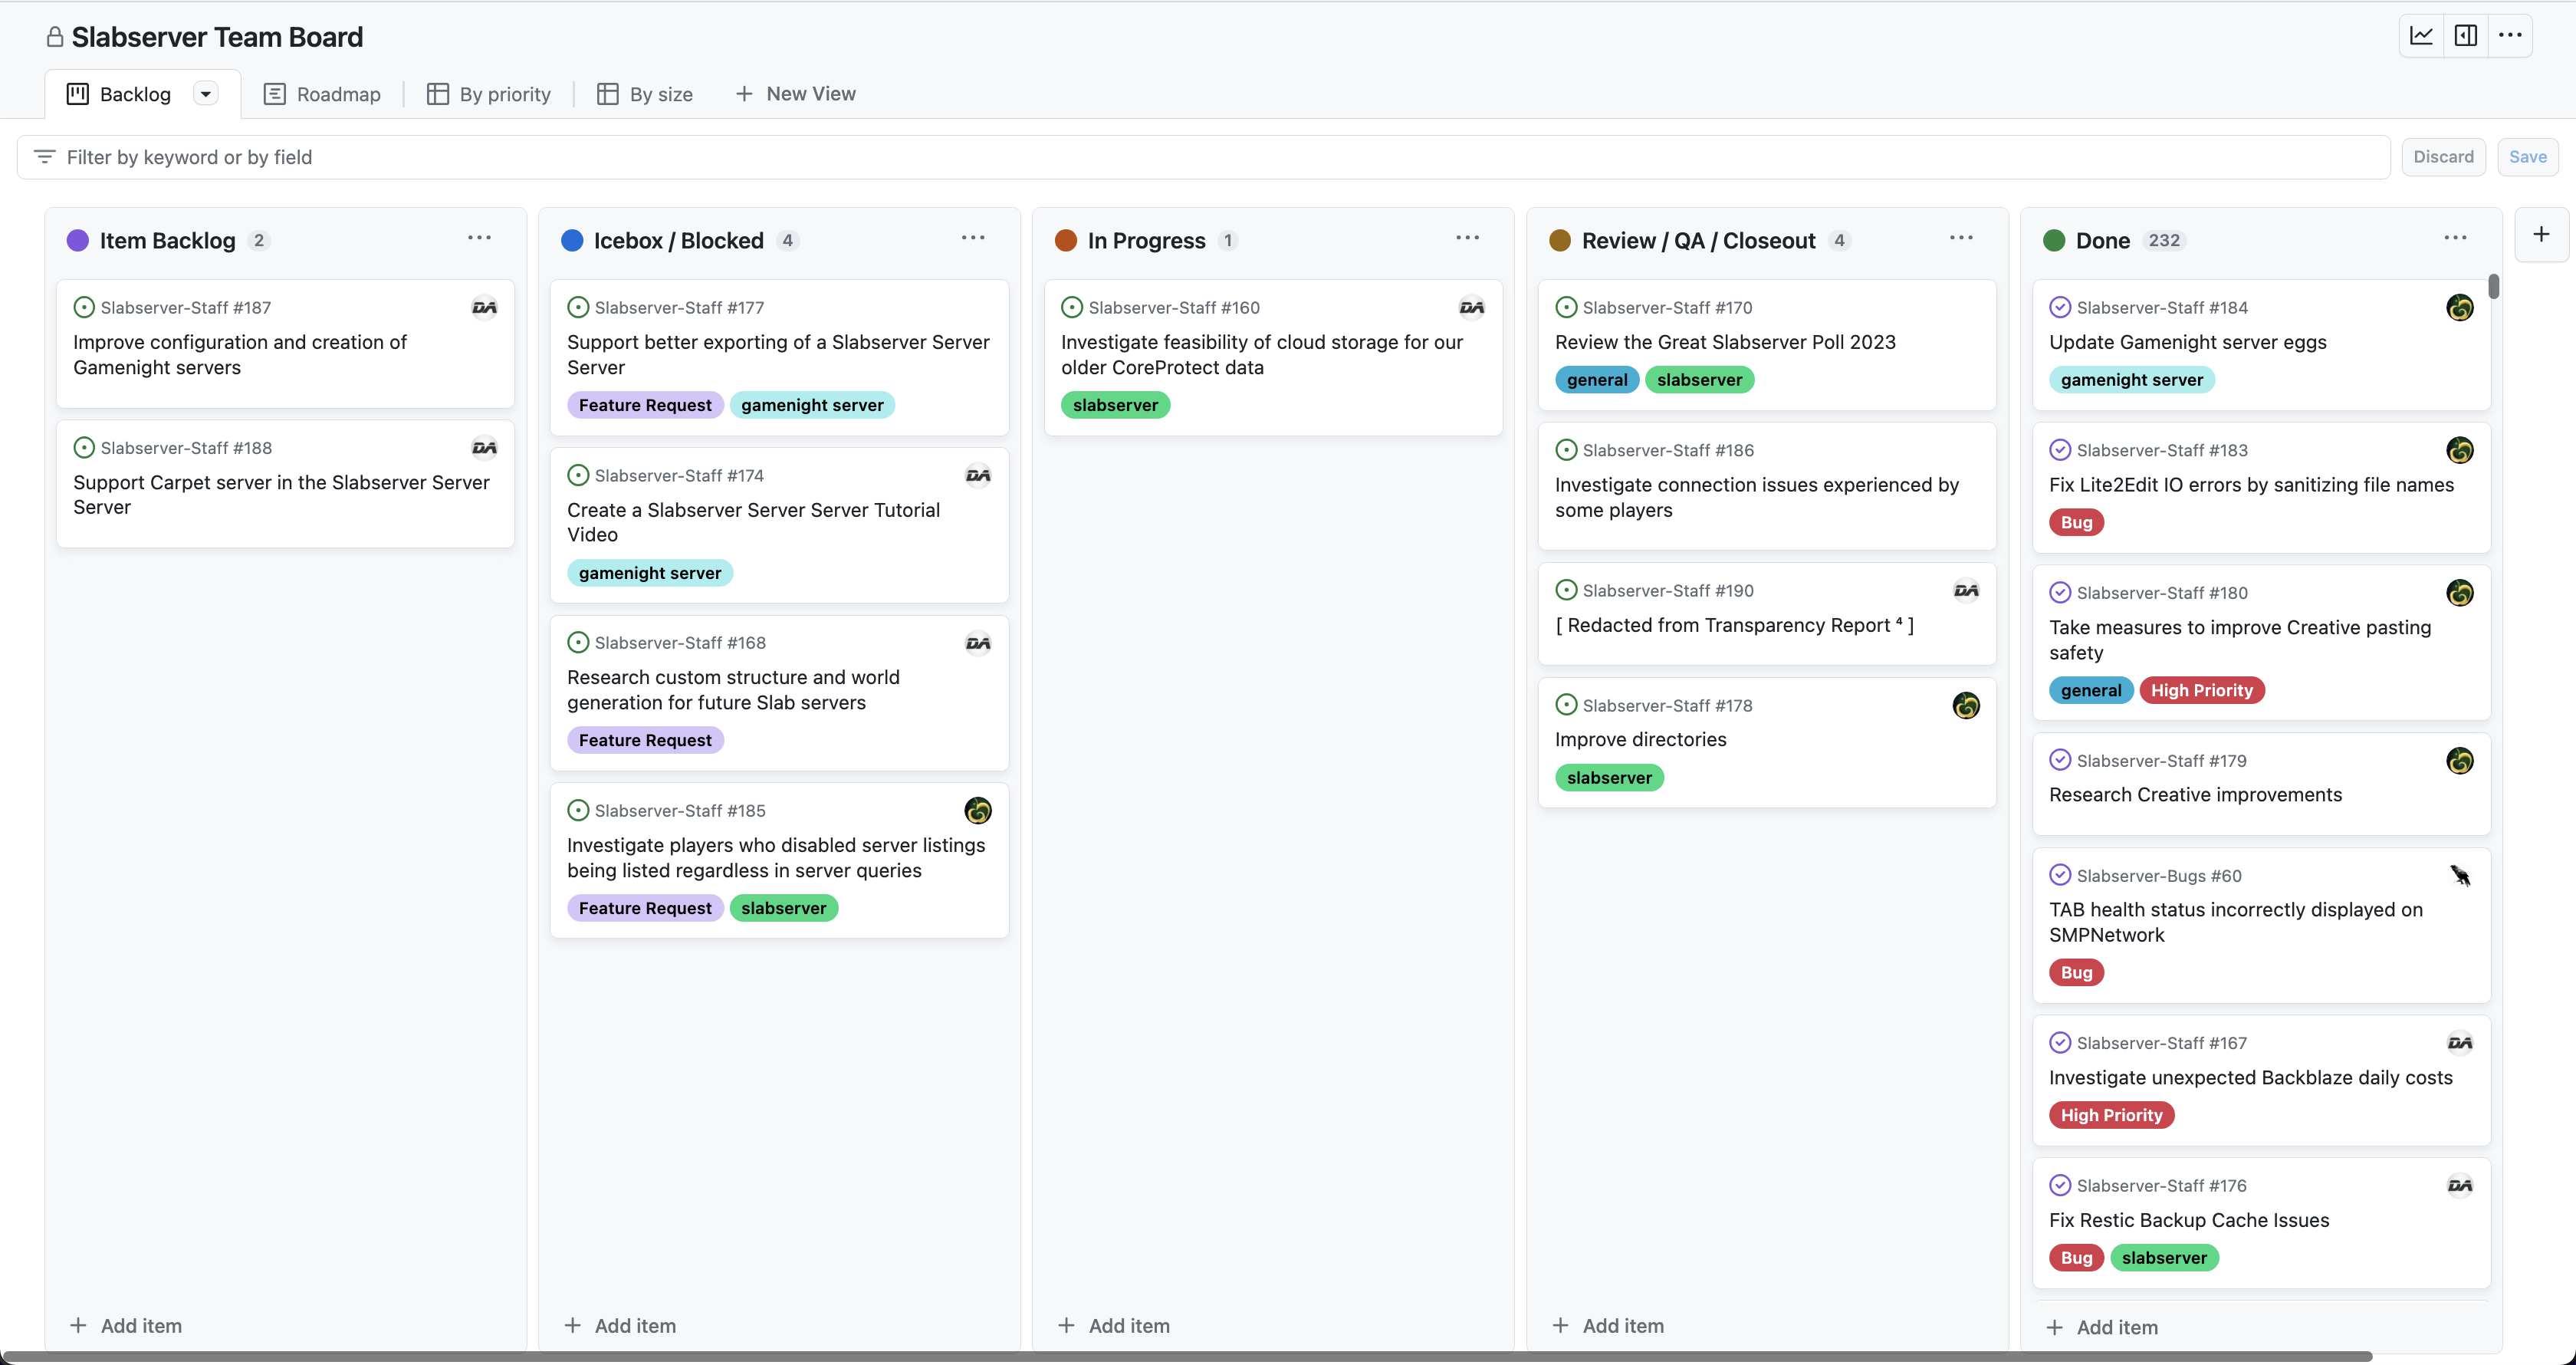 Slabserver Team Board
Backlog
Roadmap
By priority
By size
New View
Filter by keyword or by field
Discard
Save
Item Backlog 2
Slabserver-Staff #187
DA
Improve configuration and creation of
Gamenight servers
Slabserver-Staff #188
DA
Support Carpet server in the Slabserver Server
Server
Add item
Icebox / Blocked 4
Slabserver-Staff #177
Support better exporting of a Slabserver Server
Server
Feature Request gamenight server
Slabserver-Staff #174
DA
Create a Slabserver Server Server Tutorial
Video
gamenight server
Slabserver-Staff #168
DA
Research custom structure and world
generation for future Slab servers
Feature Request
Slabserver-Staff #185
Investigate players who disabled server listings
being listed regardless in server queries
Feature Request slabserver
Add item
In Progress 1
Slabserver-Staff #160
DA
Investigate feasibility of cloud storage for our
older CoreProtect data
slabserver
Add item
Review / QA / Closeout 4
Slabserver-Staff #170
Review the Great Slabserver Poll 2023
general slabserver
Slabserver-Staff #186
Investigate connection issues experienced by
some players
Slabserver-Staff #190
DA
[ Redacted from Transparency Report ⁴ ]
Slabserver-Staff #178
Improve directories
slabserver
Add item
Done 232
Slabserver-Staff #184
Update Gamenight server eggs
gamenight server
Slabserver-Staff #183
Fix Lite2Edit IO errors by sanitizing file names
Bug
Slabserver-Staff #180
Take measures to improve Creative pasting
safety
general High Priority
Slabserver-Staff #179
Research Creative improvements
Slabserver-Bugs #60
TAB health status incorrectly displayed on
SMPNetwork
Bug
Slabserver-Staff #167
DA
Investigate unexpected Backblaze daily costs
High Priority
Slabserver-Staff #176
DA
Fix Restic Backup Cache Issues
Bug slabserver
Add item